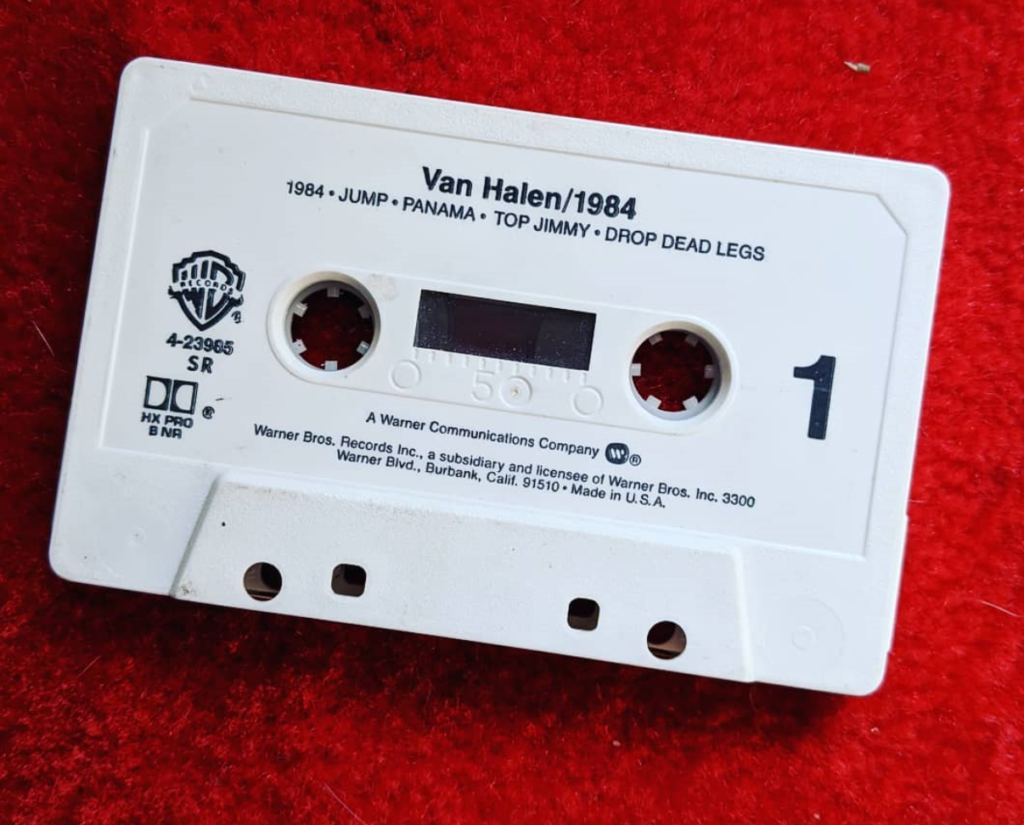 Van Halen/1984
1984 • JUMP • PANAMA • TOP JIMMY • DROP DEAD LEGS
RECORDS
®
4-23985
SR
HX PRO ®
B NR
50
1
A Warner Communications Company ®
Warner Bros. Records Inc., a subsidiary and licensee of Warner Bros. Inc. 3300
Warner Blvd., Burbank, Calif. 91510 • Made in U.S.A.